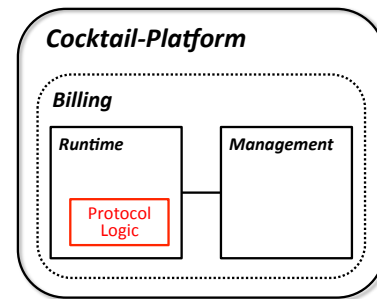 Cocktail-Platform
Billing
Runtime
Management
Protocol
Logic